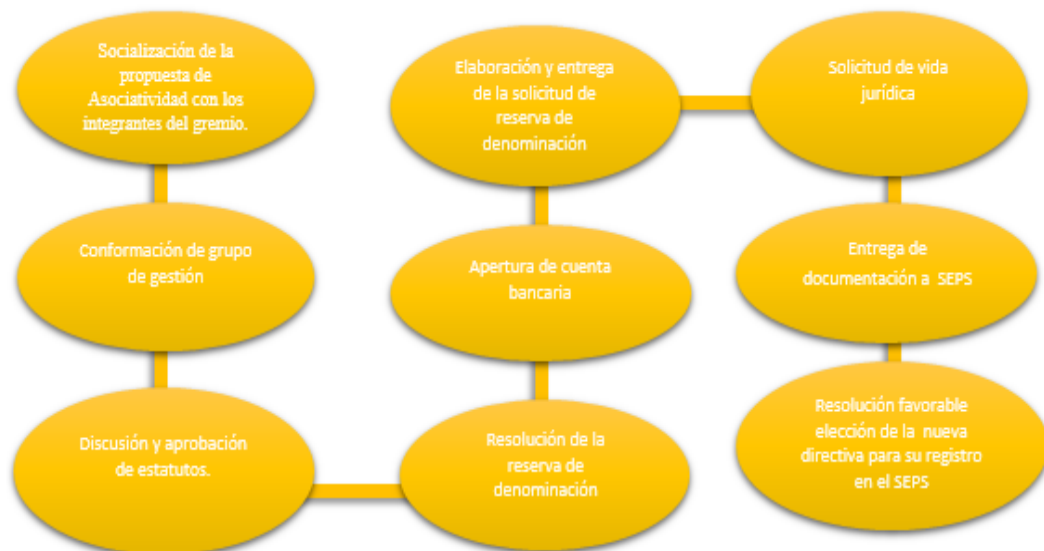 Socialización de la
propuesta de
Asociatividad con los
integrantes del gremio.
Conformación de grupo
de gestión
Discusión y aprobación
de estatutos.
Resolución de la
reserva de
denominación
Apertura de cuenta
bancaria
Elaboración y entrega
de la solicitud de
reserva de
denominación
Solicitud de vida
jurídica
Entrega de
documentación a SEPS
Resolución favorable
elección de la nueva
directiva para su registro
en el SEPS